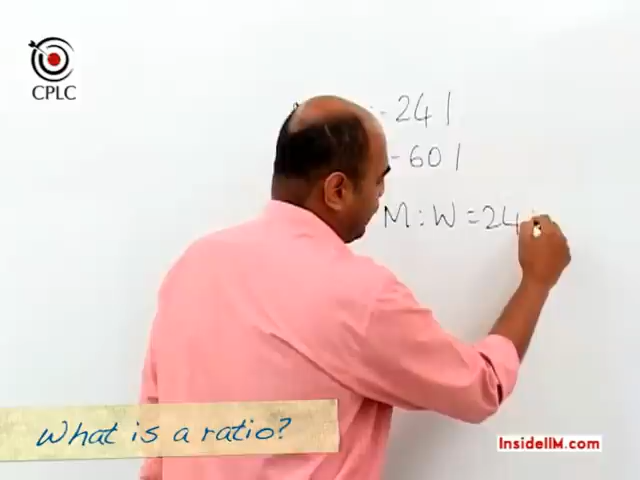 CPLC
- 24 l
- 60 l
M : W = 24 :
What is a ratio?
InsideIIM.com